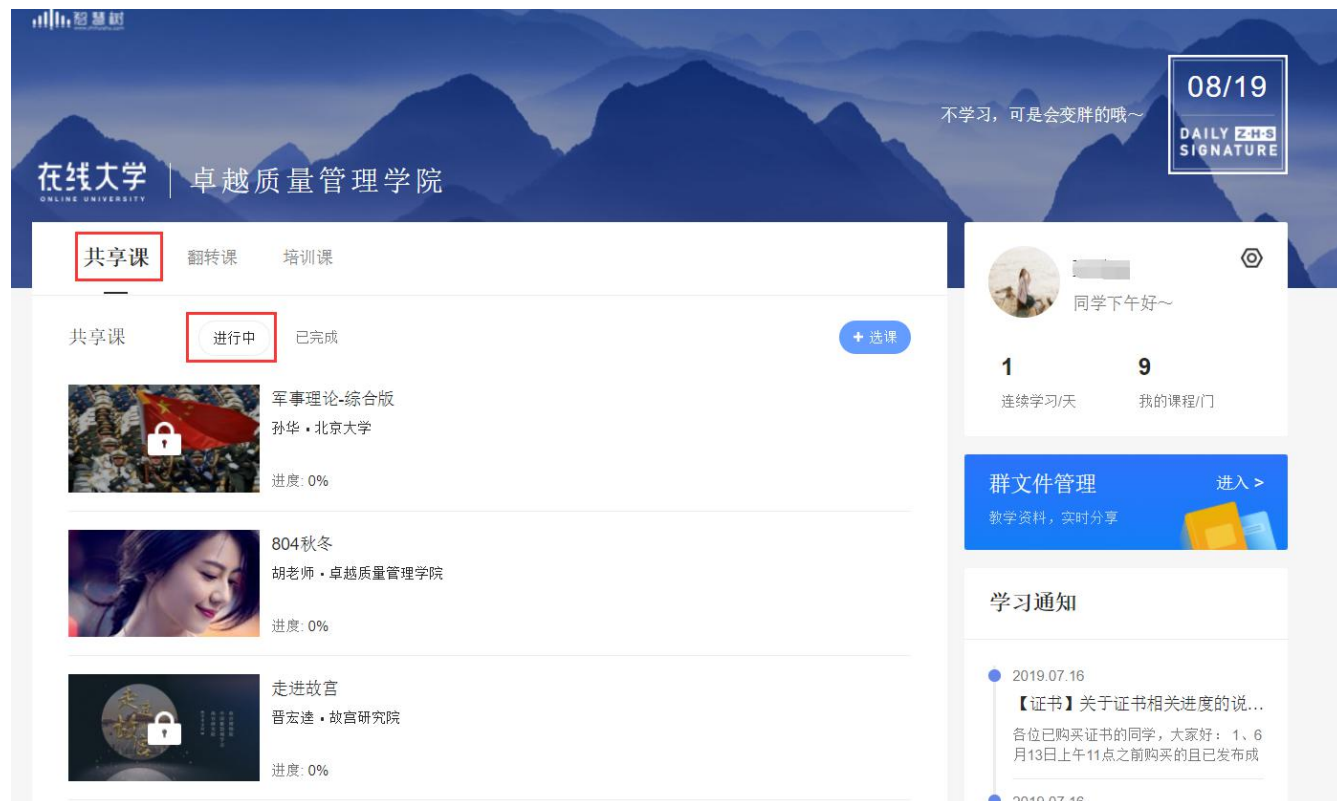 智慧树
www.zhihuishu.com
08/19
不学习，可是会变胖的哦～
DAILY Z·H·S
SIGNATURE
在线大学
ONLINE UNIVERSITY
卓越质量管理学院
共享课 翻转课 培训课
共享课 进行中 已完成 + 选课
军事理论-综合版
孙华 • 北京大学
进度: 0%
804秋冬
胡老师 • 卓越质量管理学院
进度: 0%
走进故宫
走进故宫
晋宏逵 • 故宫研究院
进度: 0%
同学下午好～
1 9
连续学习/天 我的课程/门
群文件管理 进入 >
教学资料，实时分享
学习通知
2019.07.16
【证书】关于证书相关进度的说...
各位已购买证书的同学，大家好： 1、6
月13日上午11点之前购买的且已发布成
2019.07.16